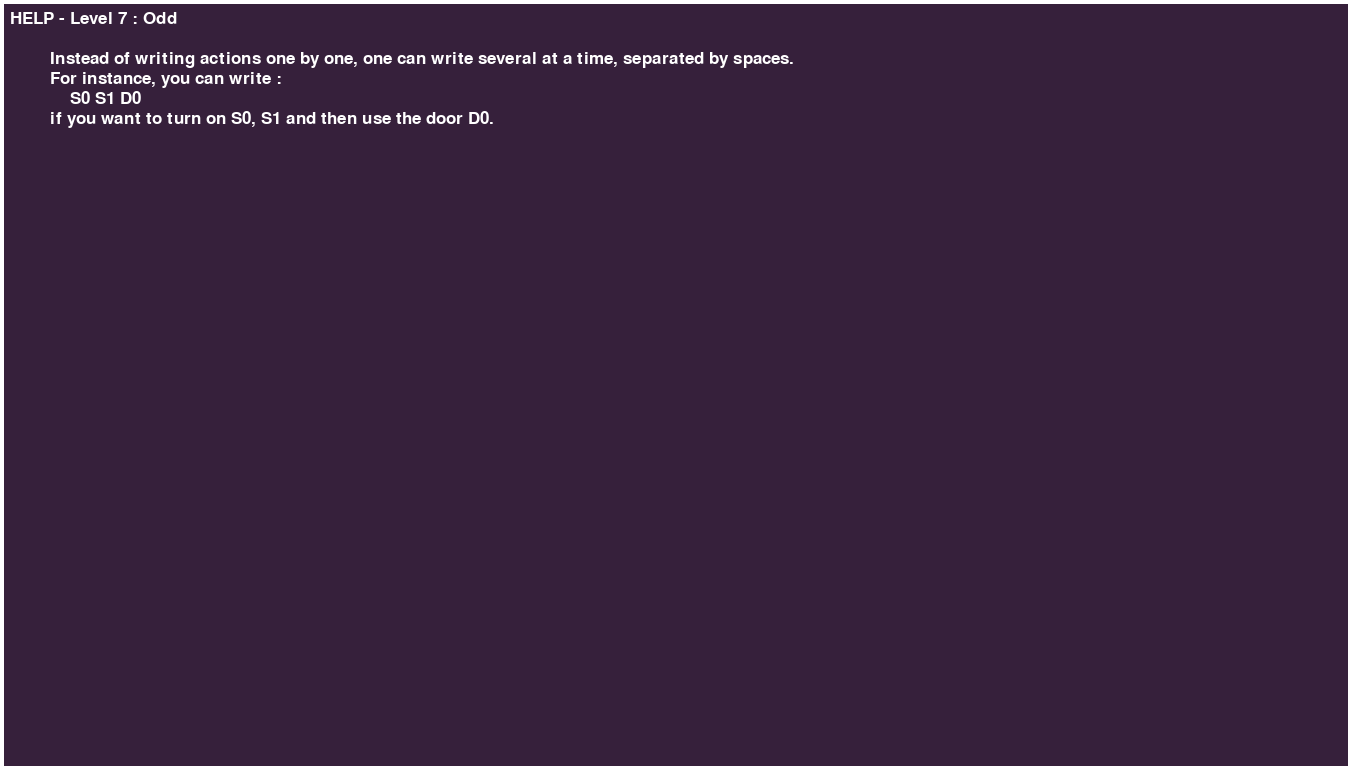 HELP - Level 7 : Odd
Instead of writing actions one by one, one can write several at a time, separated by spaces.
For instance, you can write :
S0 S1 D0
if you want to turn on S0, S1 and then use the door D0.